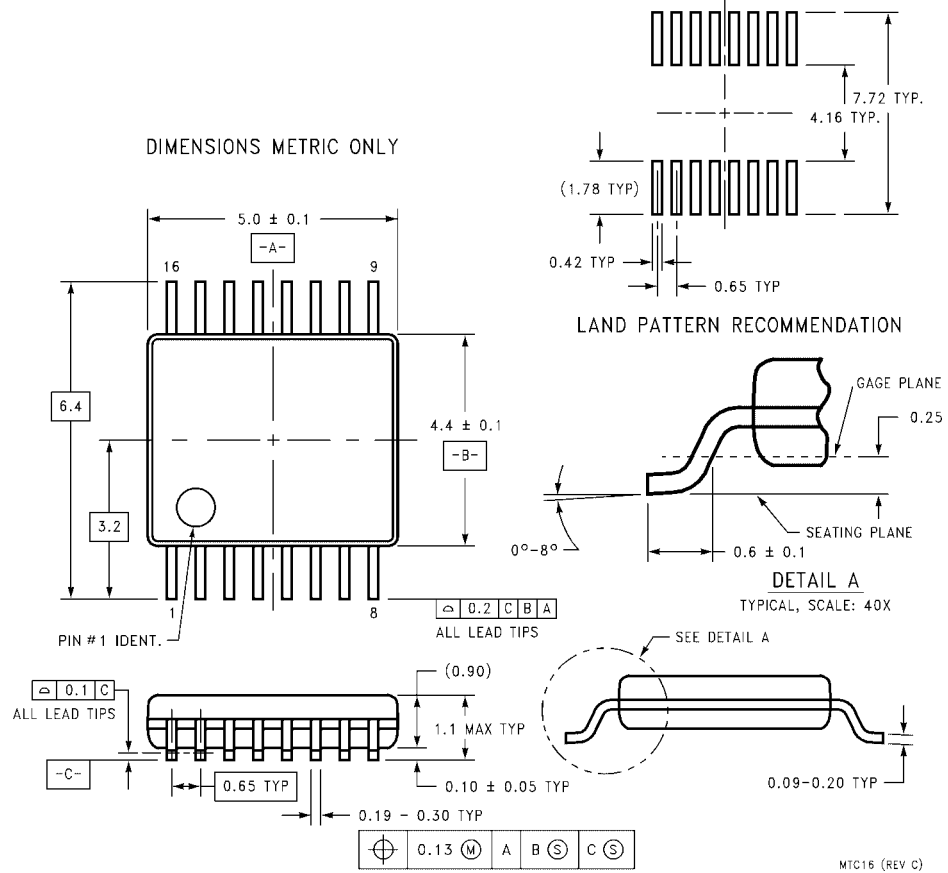 7.72 TYP.
4.16 TYP.
DIMENSIONS METRIC ONLY
(1.78 TYP)
5.0 ± 0.1
-A-
0.42 TYP
0.65 TYP
16
9
LAND PATTERN RECOMMENDATION
GAGE PLANE
0.25
6.4
4.4 ± 0.1
-B-
3.2
SEATING PLANE
0°-8°
0.6 ± 0.1
DETAIL A
TYPICAL, SCALE: 40X
1
8
⌓ 0.2 C B A
ALL LEAD TIPS
PIN #1 IDENT.
SEE DETAIL A
(0.90)
⌓ 0.1 C
ALL LEAD TIPS
1.1 MAX TYP
-C-
0.65 TYP
0.10 ± 0.05 TYP
0.09-0.20 TYP
0.19 - 0.30 TYP
⌖ 0.13 Ⓜ A B Ⓢ C Ⓢ
MTC16 (REV C)